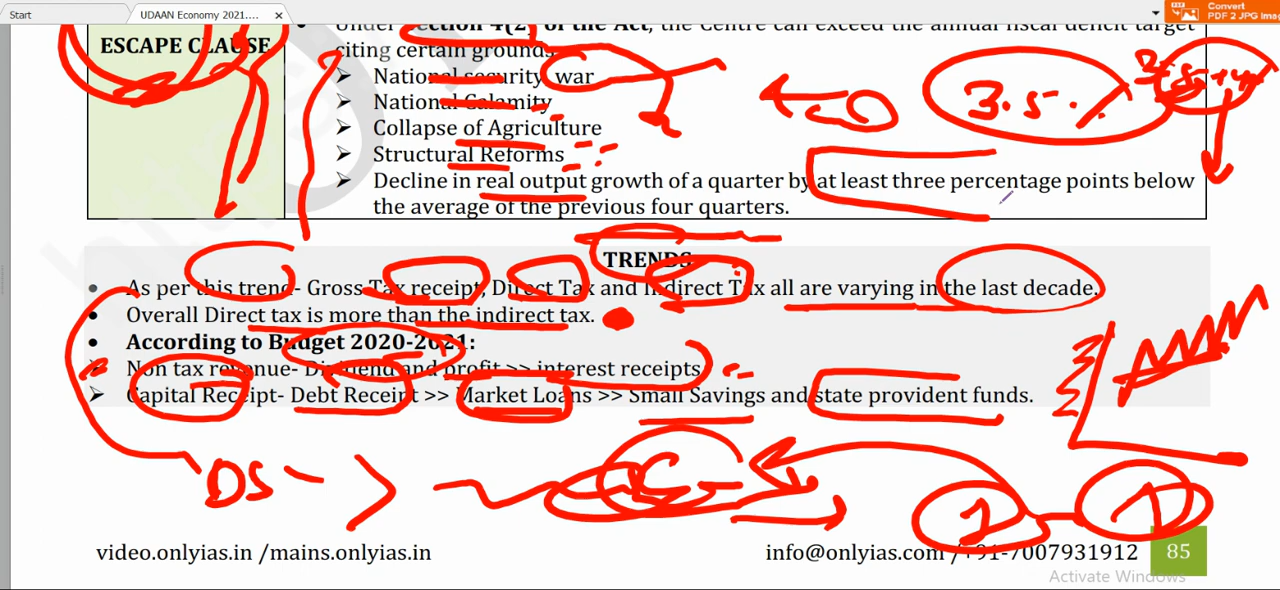 Start
UDAAN Economy 2021....
Convert
PDF 2 JPG Imag
ESCAPE CLAUSE
Under Section 4(2) of the Act, the Centre can exceed the annual fiscal deficit target
citing certain grounds
National security, war
National Calamity
Collapse of Agriculture
Structural Reforms
Decline in real output growth of a quarter by at least three percentage points below
the average of the previous four quarters.
3.5%
TRENDS
As per this trend- Gross Tax receipt, Direct Tax and Indirect Tax all are varying in the last decade.
Overall Direct tax is more than the indirect tax.
According to Budget 2020-2021:
Non tax revenue- Dividend and profit >> interest receipts
Capital Receipt- Debt Receipt >> Market Loans >> Small Savings and state provident funds.
DS
C
video.onlyias.in /mains.onlyias.in
info@onlyias.com /+91-7007931912
85
Activate Windows